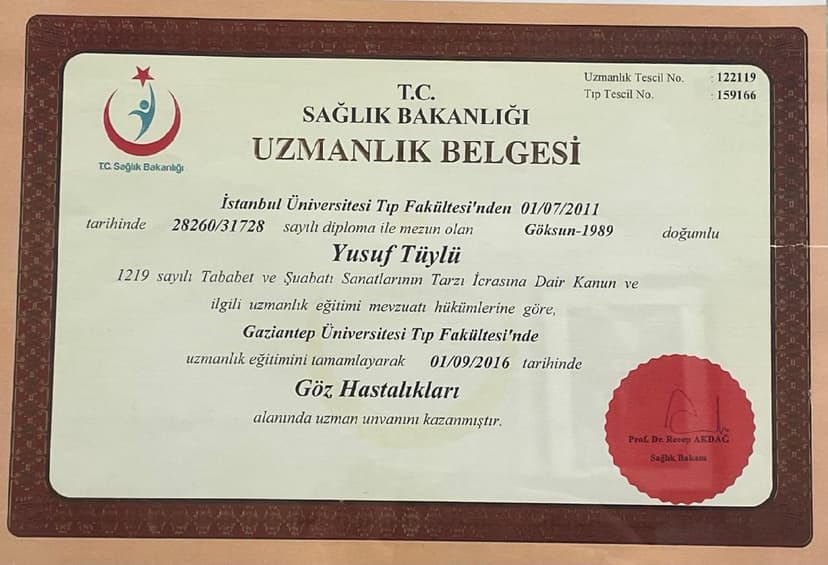 T.C. Sağlık Bakanlığı
T.C.
SAĞLIK BAKANLIĞI
UZMANLIK BELGESİ
Uzmanlık Tescil No. : 122119
Tıp Tescil No. : 159166
İstanbul Üniversitesi Tıp Fakültesi'nden 01/07/2011
tarihinde 28260/31728 sayılı diploma ile mezun olan Göksun-1989 doğumlu
Yusuf Tüylü
1219 sayılı Tababet ve Şuabatı Sanatlarının Tarzı İcrasına Dair Kanun ve
ilgili uzmanlık eğitimi mevzuatı hükümlerine göre,
Gaziantep Üniversitesi Tıp Fakültesi'nde
uzmanlık eğitimini tamamlayarak 01/09/2016 tarihinde
Göz Hastalıkları
alanında uzman unvanını kazanmıştır.
Prof. Dr. Recep AKDAĞ
Sağlık Bakanı